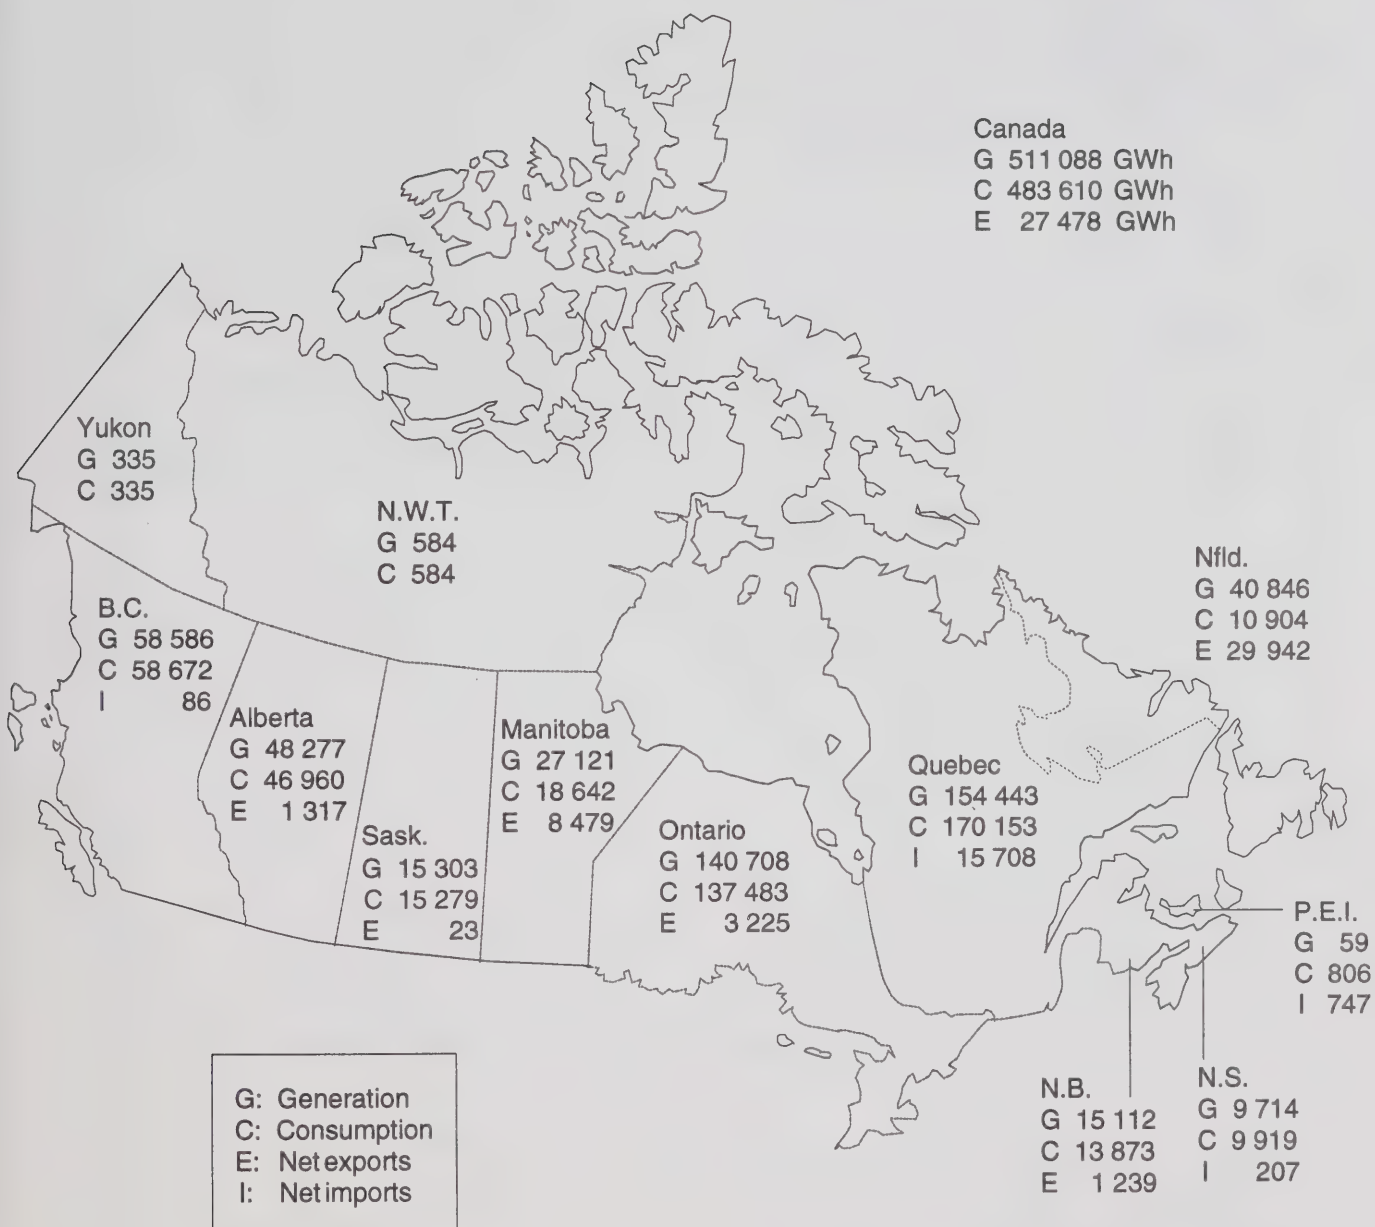 Canada
G 511 088 GWh
C 483 610 GWh
E 27 478 GWh
Yukon
G 335
C 335
N.W.T.
G 584
C 584
Nfld.
G 40 846
C 10 904
E 29 942
B.C.
G 58 586
C 58 672
I 86
Alberta
G 48 277
C 46 960
E 1 317
Sask.
G 15 303
C 15 279
E 23
Manitoba
G 27 121
C 18 642
E 8 479
Ontario
G 140 708
C 137 483
E 3 225
Quebec
G 154 443
C 170 153
I 15 708
P.E.I.
G 59
C 806
I 747
N.B.
G 15 112
C 13 873
E 1 239
N.S.
G 9 714
C 9 919
I 207
G: Generation
C: Consumption
E: Net exports
I: Net imports